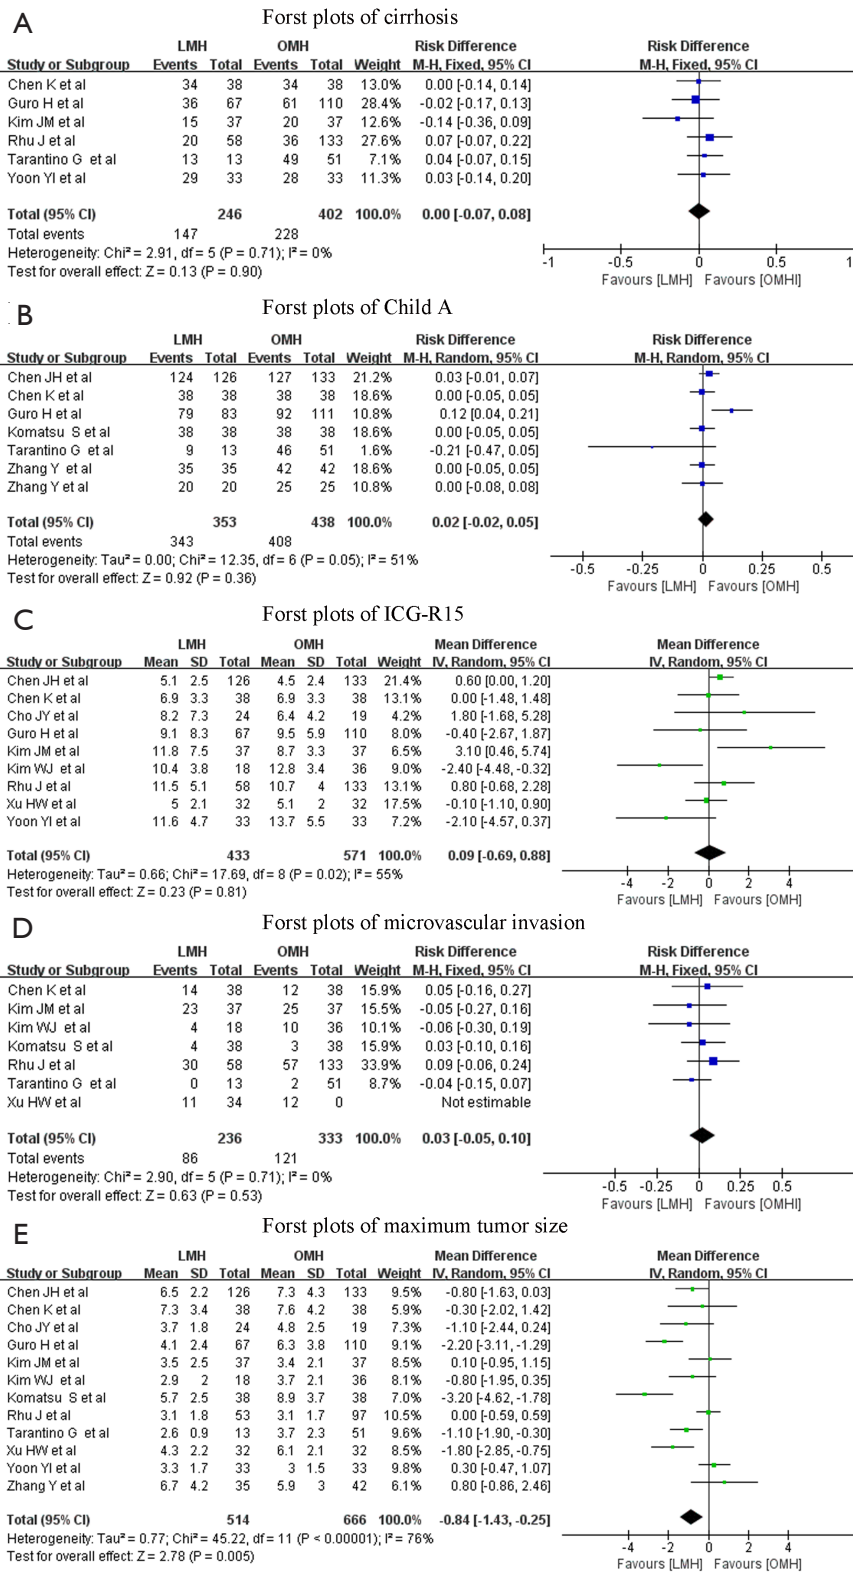 A Forst plots of cirrhosis
LMH OMH Risk Difference Risk Difference
Study or Subgroup Events Total Events Total Weight M-H, Fixed, 95% CI M-H, Fixed, 95% CI
Chen K et al 34 38 34 38 13.0% 0.00 [-0.14, 0.14]
Guro H et al 36 67 61 110 28.4% -0.02 [-0.17, 0.13]
Kim JM et al 15 37 20 37 12.6% -0.14 [-0.36, 0.09]
Rhu J et al 20 58 36 133 27.6% 0.07 [-0.07, 0.22]
Tarantino G et al 13 13 49 51 7.1% 0.04 [-0.07, 0.15]
Yoon YI et al 29 33 28 33 11.3% 0.03 [-0.14, 0.20]
Total (95% CI) 246 402 100.0% 0.00 [-0.07, 0.08]
Total events 147 228
Heterogeneity: Chi² = 2.91, df = 5 (P = 0.71); I² = 0%
Test for overall effect: Z = 0.13 (P = 0.90)
-1 -0.5 0 0.5 1
Favours [LMH] Favours [OMHI]
B Forst plots of Child A
LMH OMH Risk Difference Risk Difference
Study or Subgroup Events Total Events Total Weight M-H, Random, 95% CI M-H, Random, 95% CI
Chen JH et al 124 126 127 133 21.2% 0.03 [-0.01, 0.07]
Chen K et al 38 38 38 38 18.6% 0.00 [-0.05, 0.05]
Guro H et al 79 83 92 111 10.8% 0.12 [0.04, 0.21]
Komatsu S et al 38 38 38 38 18.6% 0.00 [-0.05, 0.05]
Tarantino G et al 9 13 46 51 1.6% -0.21 [-0.47, 0.05]
Zhang Y et al 35 35 42 42 18.6% 0.00 [-0.05, 0.05]
Zhang Y et al 20 20 25 25 10.8% 0.00 [-0.08, 0.08]
Total (95% CI) 353 438 100.0% 0.02 [-0.02, 0.05]
Total events 343 408
Heterogeneity: Tau² = 0.00; Chi² = 12.35, df = 6 (P = 0.05); I² = 51%
Test for overall effect: Z = 0.92 (P = 0.36)
-0.5 -0.25 0 0.25 0.5
Favours [LMH] Favours [OMH]
C Forst plots of ICG-R15
LMH OMH Mean Difference Mean Difference
Study or Subgroup Mean SD Total Mean SD Total Weight IV, Random, 95% CI IV, Random, 95% CI
Chen JH et al 5.1 2.5 126 4.5 2.4 133 21.4% 0.60 [0.00, 1.20]
Chen K et al 6.9 3.3 38 6.9 3.3 38 13.1% 0.00 [-1.48, 1.48]
Cho JY et al 8.2 7.3 24 6.4 4.2 19 4.2% 1.80 [-1.68, 5.28]
Guro H et al 9.1 8.3 67 9.5 5.9 110 8.1% -0.40 [-2.67, 1.87]
Kim JM et al 11.8 7.5 37 8.7 3.3 37 6.5% 3.10 [0.46, 5.74]
Kim WJ et al 10.4 3.8 18 12.8 3.4 36 9.0% -2.40 [-4.48, -0.32]
Rhu J et al 11.5 5.1 58 10.7 4 133 13.1% 0.80 [-0.68, 2.28]
Xu HW et al 5 2.1 32 5.1 2 32 17.5% -0.10 [-1.10, 0.90]
Yoon YI et al 11.6 4.7 33 13.7 5.5 33 7.2% -2.10 [-4.57, 0.37]
Total (95% CI) 433 571 100.0% 0.09 [-0.69, 0.88]
Heterogeneity: Tau² = 0.66; Chi² = 17.69, df = 8 (P = 0.02); I² = 55%
Test for overall effect: Z = 0.23 (P = 0.81)
-4 -2 0 2 4
Favours [LMH] Favours [OMH]
D Forst plots of microvascular invasion
LMH OMH Risk Difference Risk Difference
Study or Subgroup Events Total Events Total Weight M-H, Fixed, 95% CI M-H, Fixed, 95% CI
Chen K et al 14 38 12 38 15.9% 0.05 [-0.16, 0.27]
Kim JM et al 23 37 25 37 15.5% -0.05 [-0.27, 0.16]
Kim WJ et al 4 18 10 36 10.1% -0.06 [-0.30, 0.19]
Komatsu S et al 4 38 3 38 15.9% 0.03 [-0.10, 0.16]
Rhu J et al 30 58 57 133 33.9% 0.09 [-0.06, 0.24]
Tarantino G et al 0 13 2 51 8.7% -0.04 [-0.15, 0.07]
Xu HW et al 11 34 12 0 Not estimable
Total (95% CI) 236 333 100.0% 0.03 [-0.05, 0.10]
Total events 86 121
Heterogeneity: Chi² = 2.90, df = 5 (P = 0.71); I² = 0%
Test for overall effect: Z = 0.63 (P = 0.53)
-0.5 -0.25 0 0.25 0.5
Favours [LMH] Favours [OMHI]
E Forst plots of maximum tumor size
LMH OMH Mean Difference Mean Difference
Study or Subgroup Mean SD Total Mean SD Total Weight IV, Random, 95% CI IV, Random, 95% CI
Chen JH et al 6.5 2.2 126 7.3 4.3 133 9.5% -0.80 [-1.63, 0.03]
Chen K et al 7.3 3.4 38 7.6 4.2 38 5.9% -0.30 [-2.02, 1.42]
Cho JY et al 3.7 1.8 24 4.8 2.5 19 7.3% -1.10 [-2.44, 0.24]
Guro H et al 4.1 2.4 67 6.3 3.8 110 9.1% -2.20 [-3.11, -1.29]
Kim JM et al 3.5 2.5 37 3.4 2.1 37 8.5% 0.10 [-0.95, 1.15]
Kim WJ et al 2.9 2 18 3.7 2.1 36 8.1% -0.80 [-1.95, 0.35]
Komatsu S et al 5.7 2.5 38 8.9 3.7 38 7.0% -3.20 [-4.62, -1.78]
Rhu J et al 3.1 1.8 53 3.1 1.7 97 10.5% 0.00 [-0.59, 0.59]
Tarantino G et al 2.6 0.9 13 3.7 2.3 51 9.6% -1.10 [-1.90, -0.30]
Xu HW et al 4.3 2.2 32 6.1 2.1 32 8.5% -1.80 [-2.85, -0.75]
Yoon YI et al 3.3 1.7 33 3 1.5 33 9.8% 0.30 [-0.47, 1.07]
Zhang Y et al 6.7 4.2 35 5.9 3 42 6.1% 0.80 [-0.86, 2.46]
Total (95% CI) 514 666 100.0% -0.84 [-1.43, -0.25]
Heterogeneity: Tau² = 0.77; Chi² = 45.22, df = 11 (P < 0.00001); I² = 76%
Test for overall effect: Z = 2.78 (P = 0.005)
-4 -2 0 2 4
Favours [LMH] Favours [OMH]